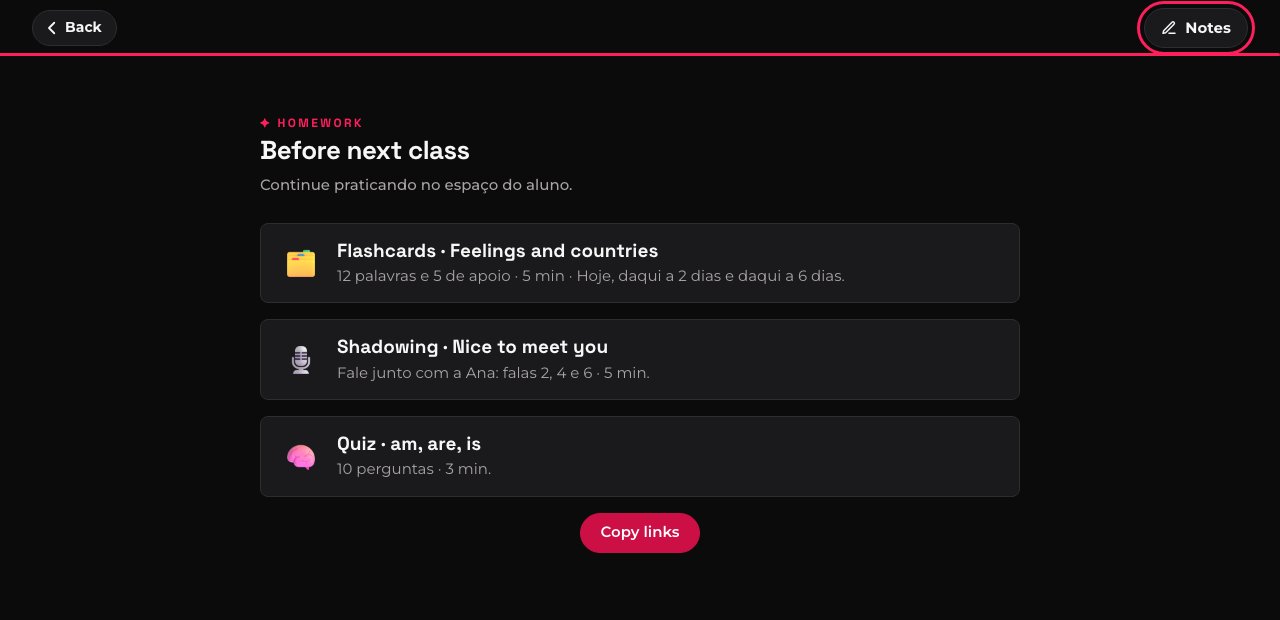 Back
Notes
HOMEWORK
Before next class
Continue praticando no espaço do aluno.
Flashcards · Feelings and countries
12 palavras e 5 de apoio · 5 min · Hoje, daqui a 2 dias e daqui a 6 dias.
Shadowing · Nice to meet you
Fale junto com a Ana: falas 2, 4 e 6 · 5 min.
Quiz · am, are, is
10 perguntas · 3 min.
Copy links